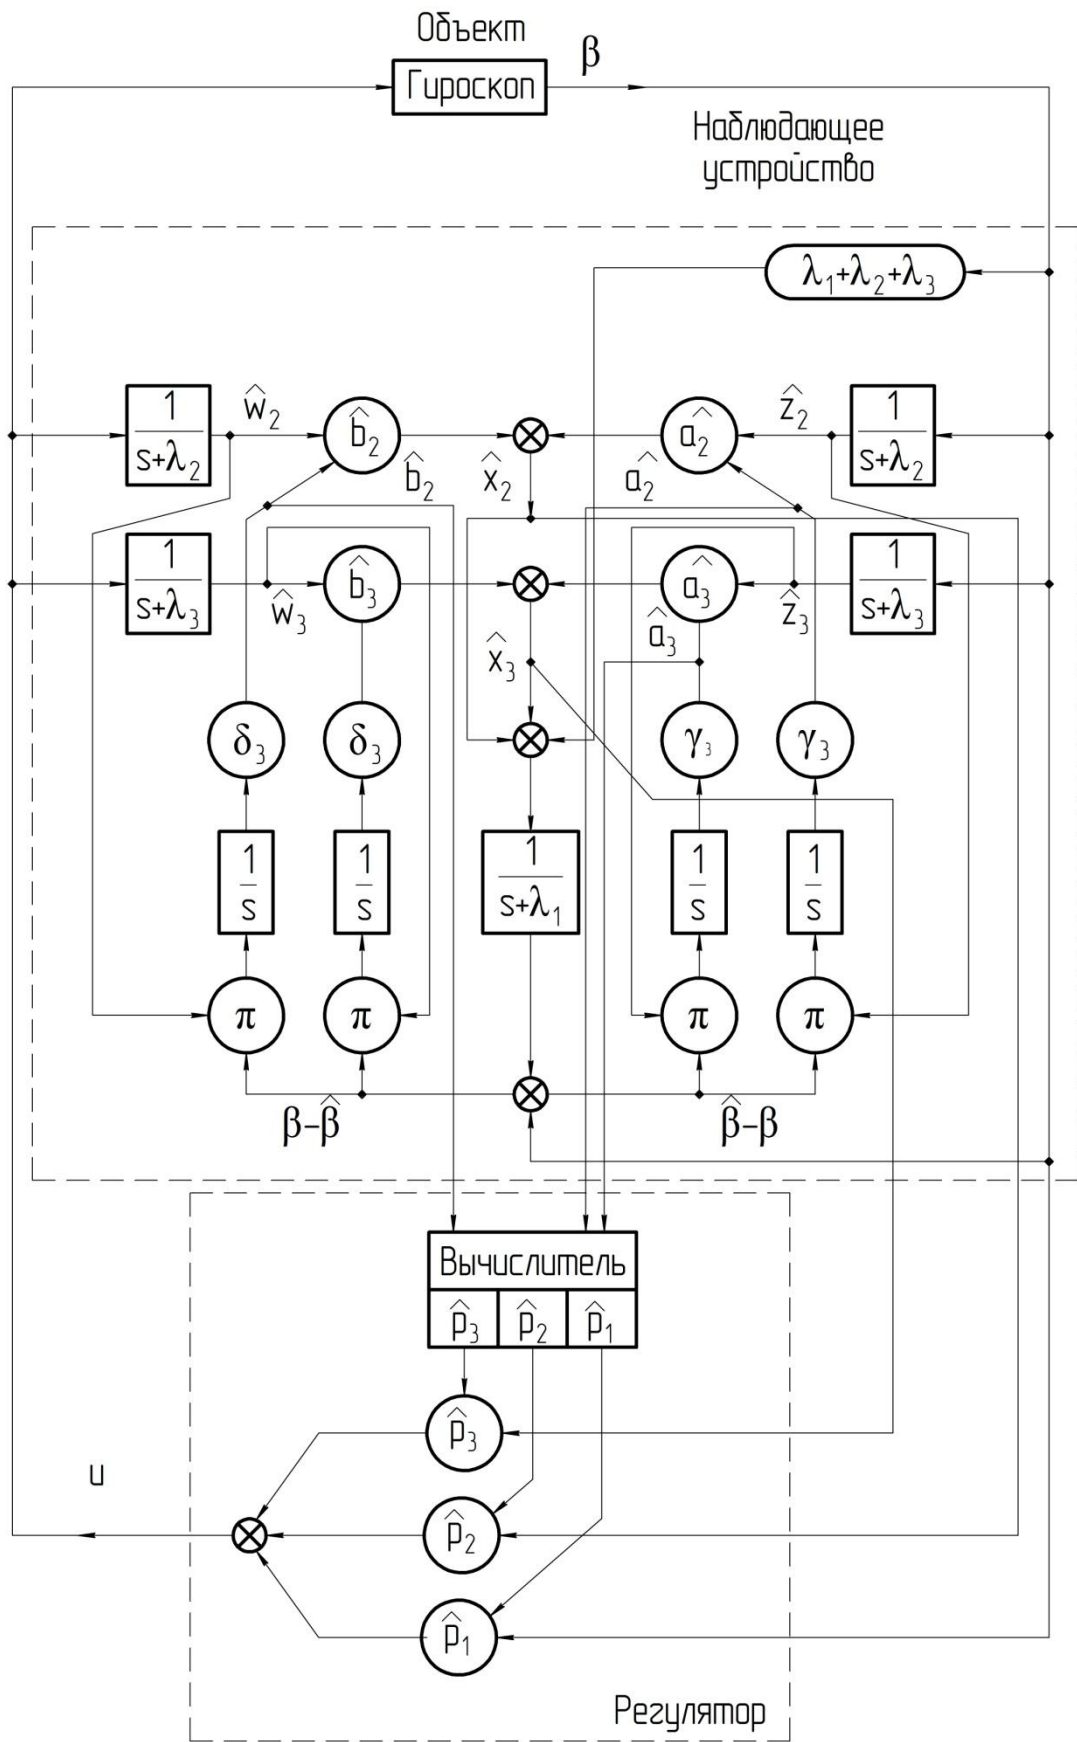 Объект
Гироскоп
β
Наблюдающее
устройство
λ₁+λ₂+λ₃
1
s+λ₂
ŵ₂
b̂₂
b̂₂
x̂₂
â₂
â₂
ẑ₂
1
s+λ₂
1
s+λ₃
ŵ₃
b̂₃
x̂₃
â₃
â₃
ẑ₃
1
s+λ₃
δ₃
δ₃
γ₃
γ₃
1
s
1
s
1
s+λ₁
1
s
1
s
π
π
π
π
β-β̂
β̂-β
Вычислитель
p̂₃ p̂₂ p̂₁
p̂₃
u
p̂₂
p̂₁
Регулятор